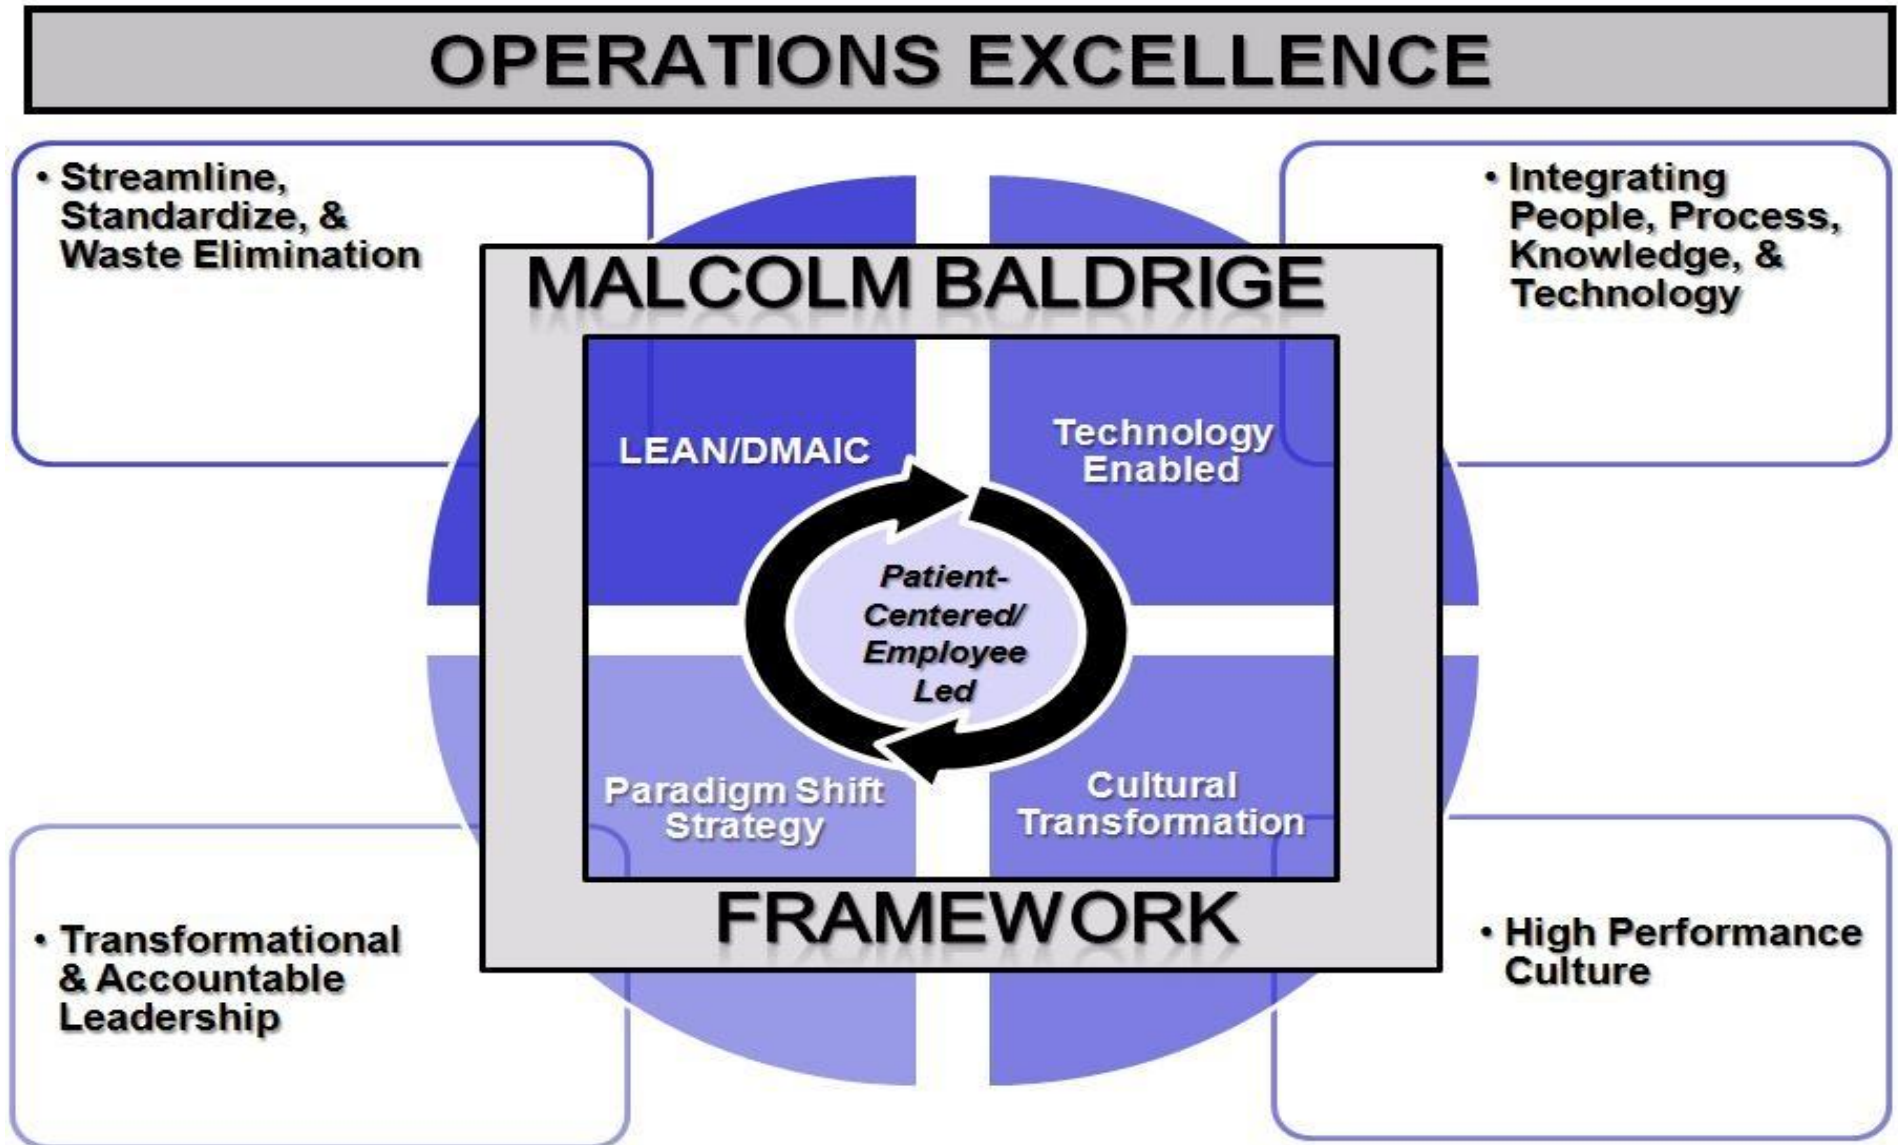 OPERATIONS EXCELLENCE
• Streamline,
Standardize, &
Waste Elimination
• Integrating
People, Process,
Knowledge, &
Technology
MALCOLM BALDRIGE
LEAN/DMAIC
Technology
Enabled
Patient-
Centered/
Employee
Led
Paradigm Shift
Strategy
Cultural
Transformation
FRAMEWORK
• Transformational
& Accountable
Leadership
• High Performance
Culture